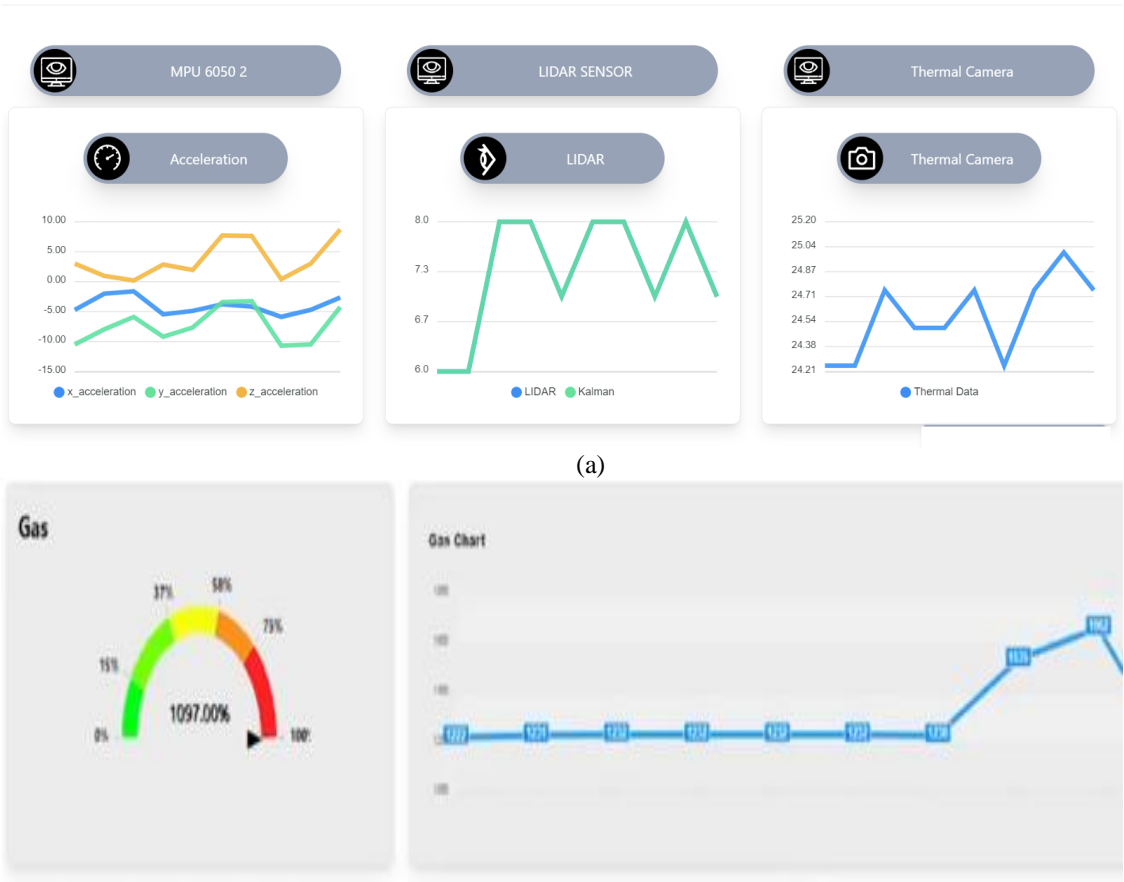 MPU 6050 2
LIDAR SENSOR
Thermal Camera
Acceleration
LIDAR
Thermal Camera
10.00
5.00
0.00
-5.00
-10.00
-15.00
x_acceleration y_acceleration z_acceleration
8.0
7.3
6.7
6.0
LIDAR Kalman
25.20
25.04
24.87
24.71
24.54
24.38
24.21
Thermal Data
(a)
Gas
0%
15%
37%
58%
75%
100%
1097.00%
Gas Chart